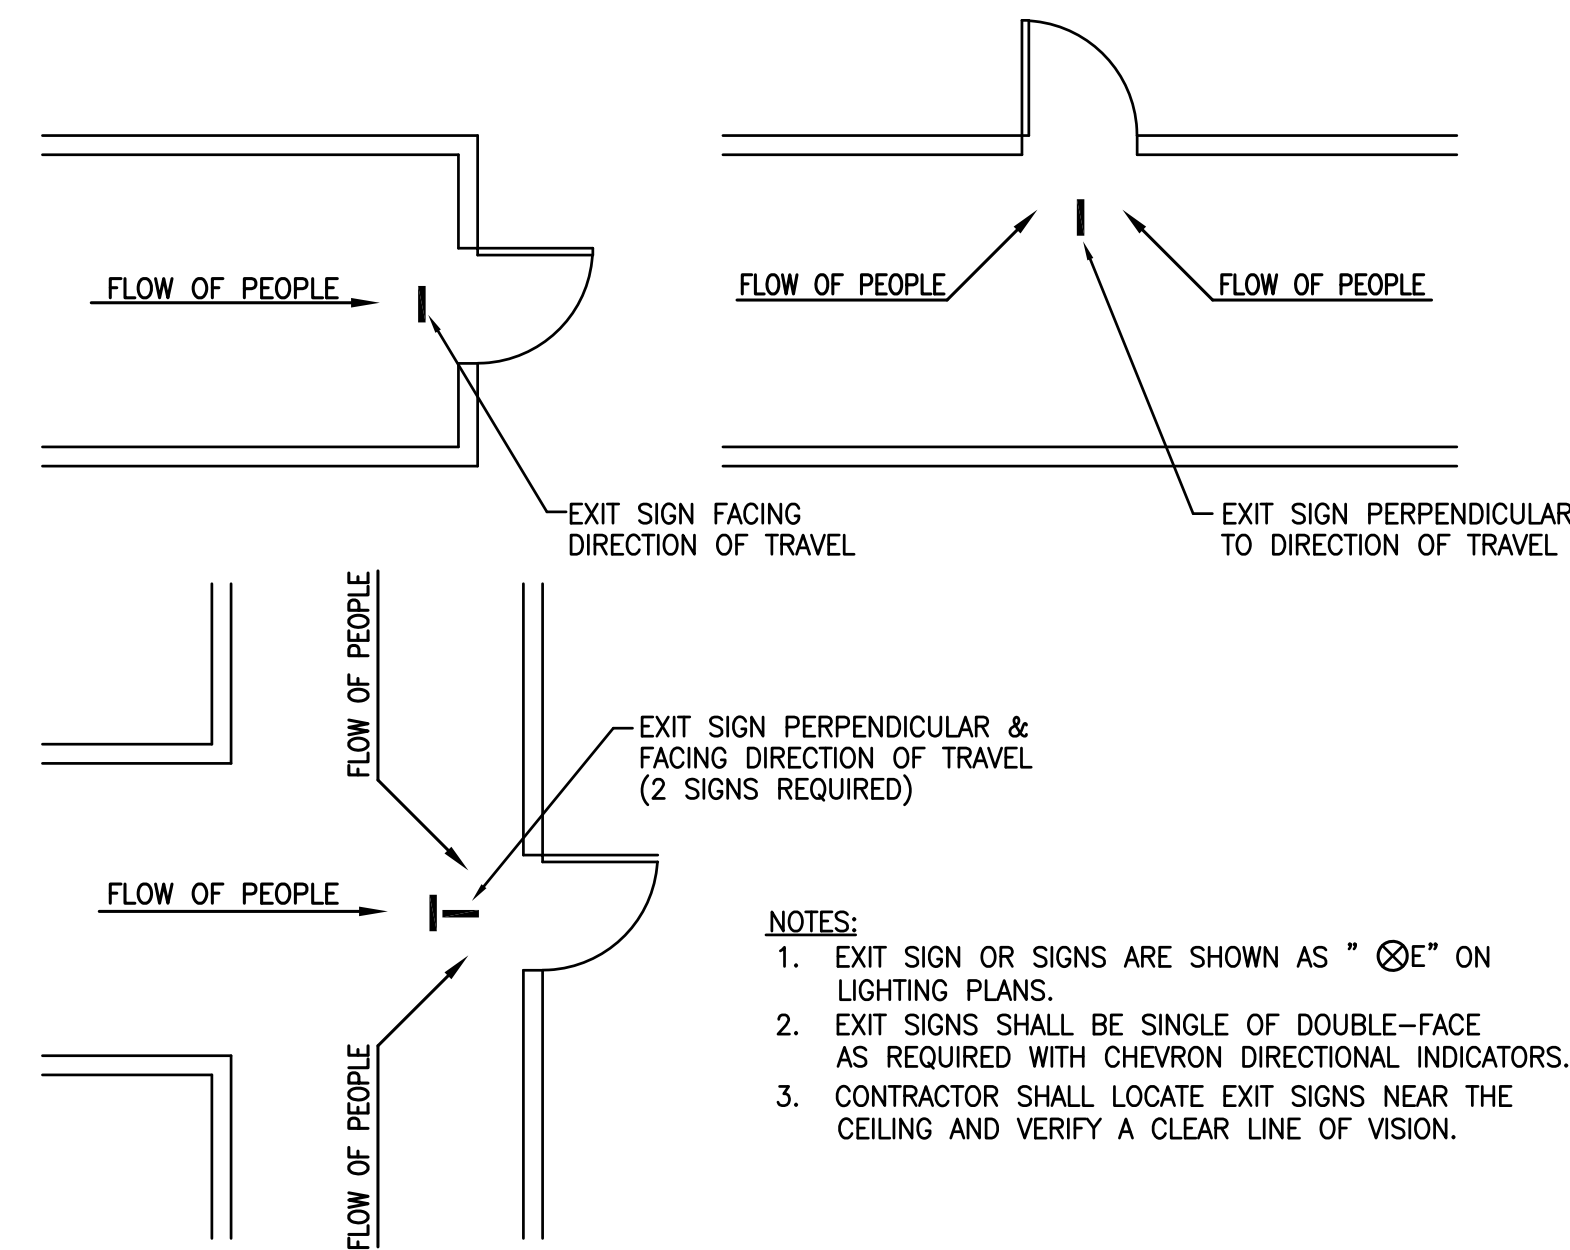 FLOW OF PEOPLE
EXIT SIGN FACING
DIRECTION OF TRAVEL
FLOW OF PEOPLE
FLOW OF PEOPLE
EXIT SIGN PERPENDICULAR
TO DIRECTION OF TRAVEL
FLOW OF PEOPLE
EXIT SIGN PERPENDICULAR &
FACING DIRECTION OF TRAVEL
(2 SIGNS REQUIRED)
FLOW OF PEOPLE
FLOW OF PEOPLE
NOTES:
1. EXIT SIGN OR SIGNS ARE SHOWN AS " ⊗E" ON
LIGHTING PLANS.
2. EXIT SIGNS SHALL BE SINGLE OF DOUBLE-FACE
AS REQUIRED WITH CHEVRON DIRECTIONAL INDICATORS.
3. CONTRACTOR SHALL LOCATE EXIT SIGNS NEAR THE
CEILING AND VERIFY A CLEAR LINE OF VISION.